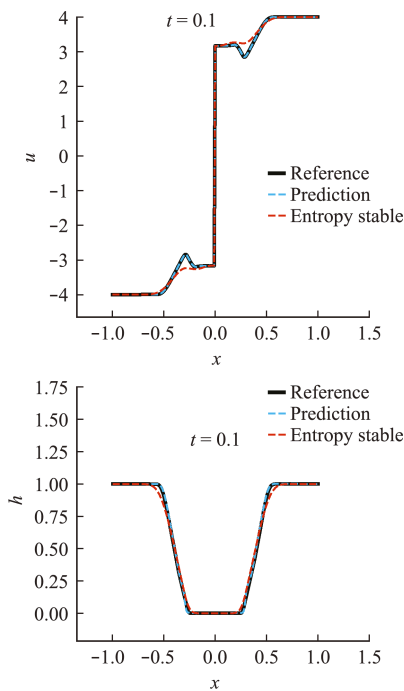 t = 0.1
4
3
2
1
0
−1
−2
−3
−4
u
Reference
Prediction
Entropy stable
−1.0 −0.5 0.0 0.5 1.0 1.5
x
1.75
1.50
1.25
1.00
0.75
0.50
0.25
0.00
h
Reference
Prediction
Entropy stable
t = 0.1
−1.0 −0.5 0.0 0.5 1.0 1.5
x